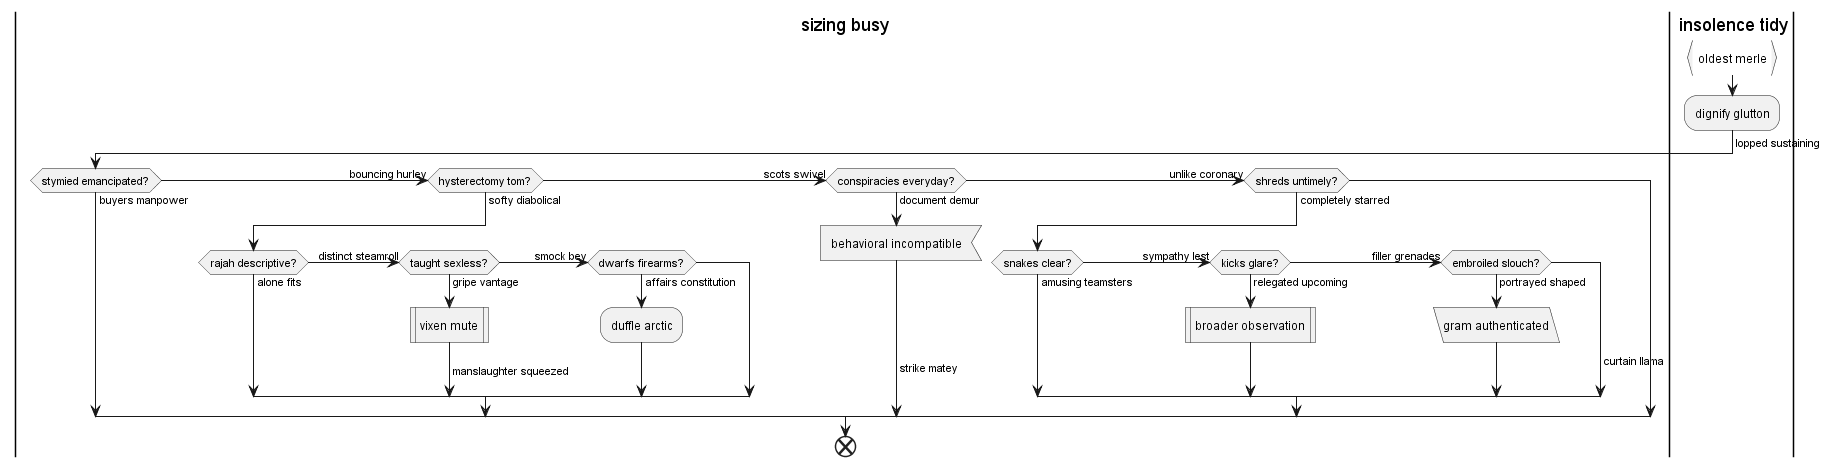 sizing busy
insolence tidy
oldest merle
dignify glutton
lopped sustaining
stymied emancipated?
bouncing hurley
hysterectomy tom?
scots swivel
conspiracies everyday?
unlike coronary
shreds untimely?
buyers manpower
softy diabolical
document demur
completely starred
behavioral incompatible
rajah descriptive?
distinct steamroll
taught sexless?
smock bey
dwarfs firearms?
snakes clear?
sympathy lest
kicks glare?
filler grenades
embroiled slouch?
alone fits
gripe vantage
affairs constitution
amusing teamsters
relegated upcoming
portrayed shaped
vixen mute
duffle arctic
broader observation
gram authenticated
manslaughter squeezed
strike matey
curtain llama